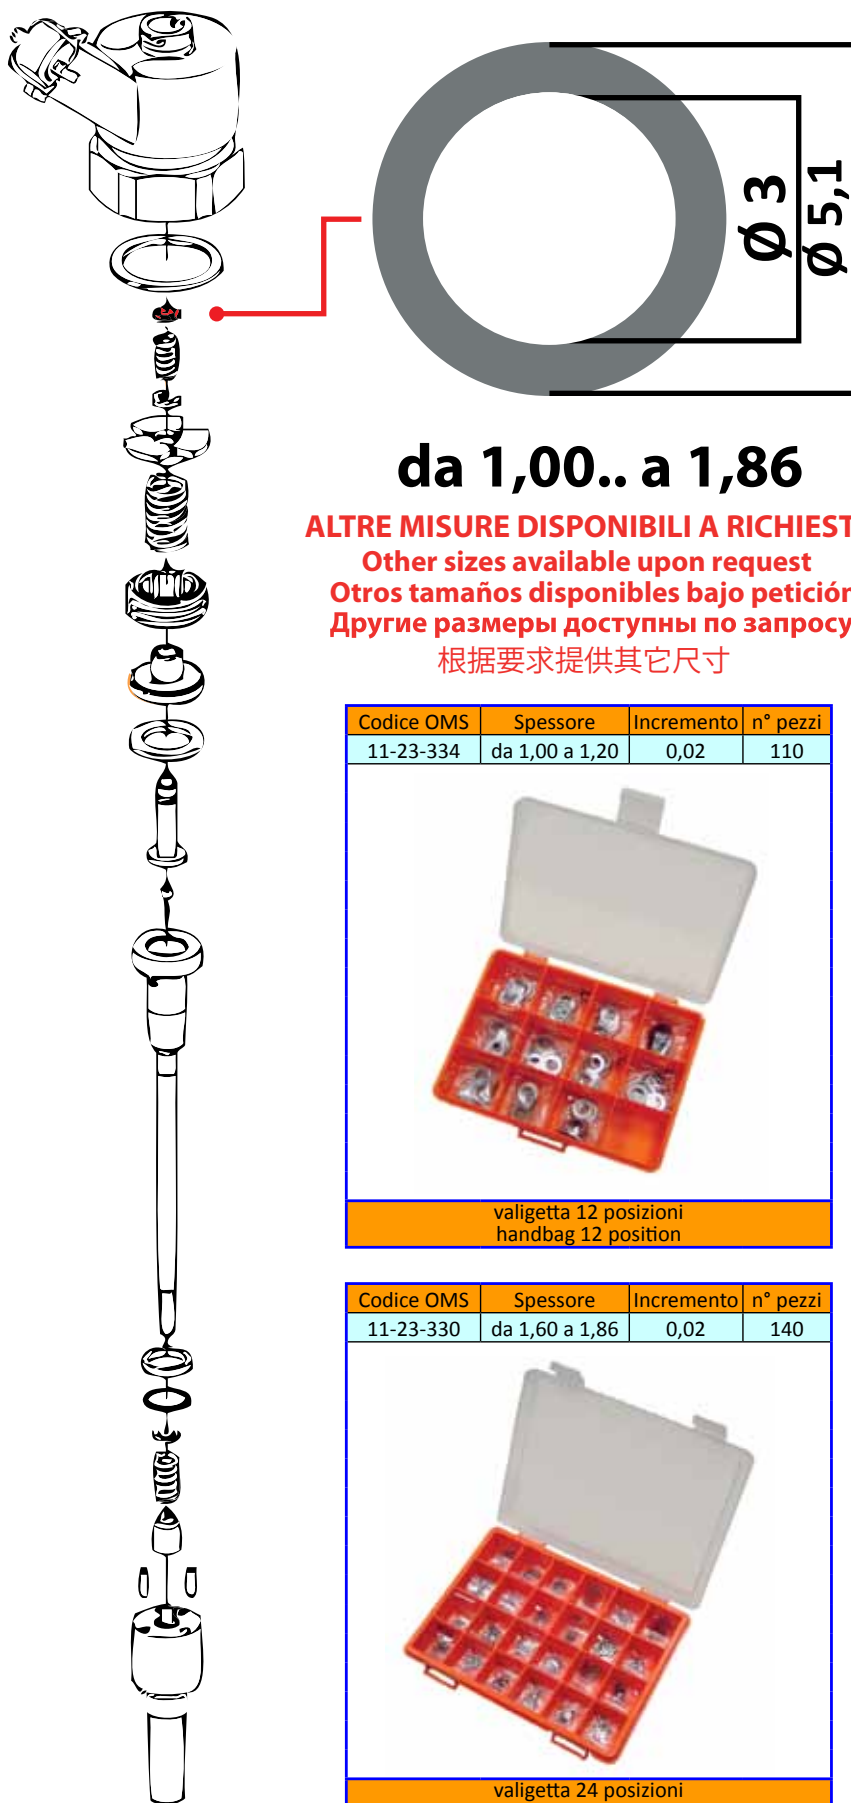 Ø 3
Ø 5,1
da 1,00.. a 1,86
ALTRE MISURE DISPONIBILI A RICHIEST
Other sizes available upon request
Otros tamaños disponibles bajo petición
Другие размеры доступны по запросу
根据要求提供其它尺寸
Codice OMS Spessore Incremento n° pezzi
11-23-334 da 1,00 a 1,20 0,02 110
valigetta 12 posizioni
handbag 12 position
Codice OMS Spessore Incremento n° pezzi
11-23-330 da 1,60 a 1,86 0,02 140
valigetta 24 posizioni